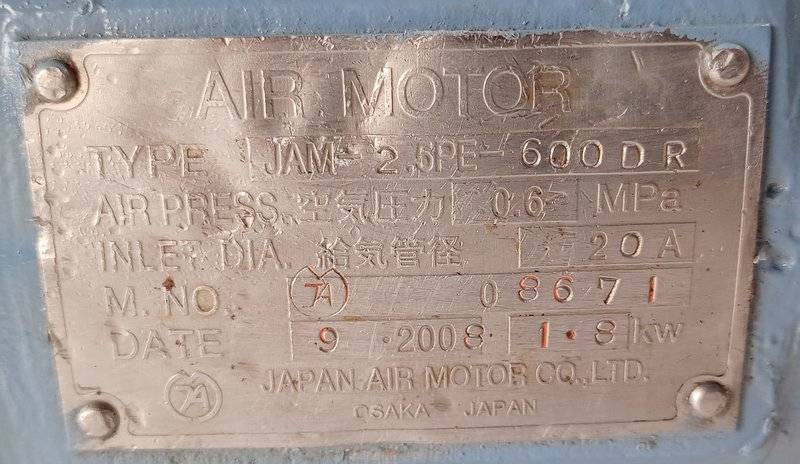 AIR MOTOR
TYPE JAM-2.5PE-600DR
AIR PRESS. 空気圧力 0.6 MPa
INLET DIA. 給気管径 20A
M. NO 08671
DATE 9 ·2008 1.8 kw
JAPAN AIR MOTOR CO.,LTD.
OSAKA JAPAN